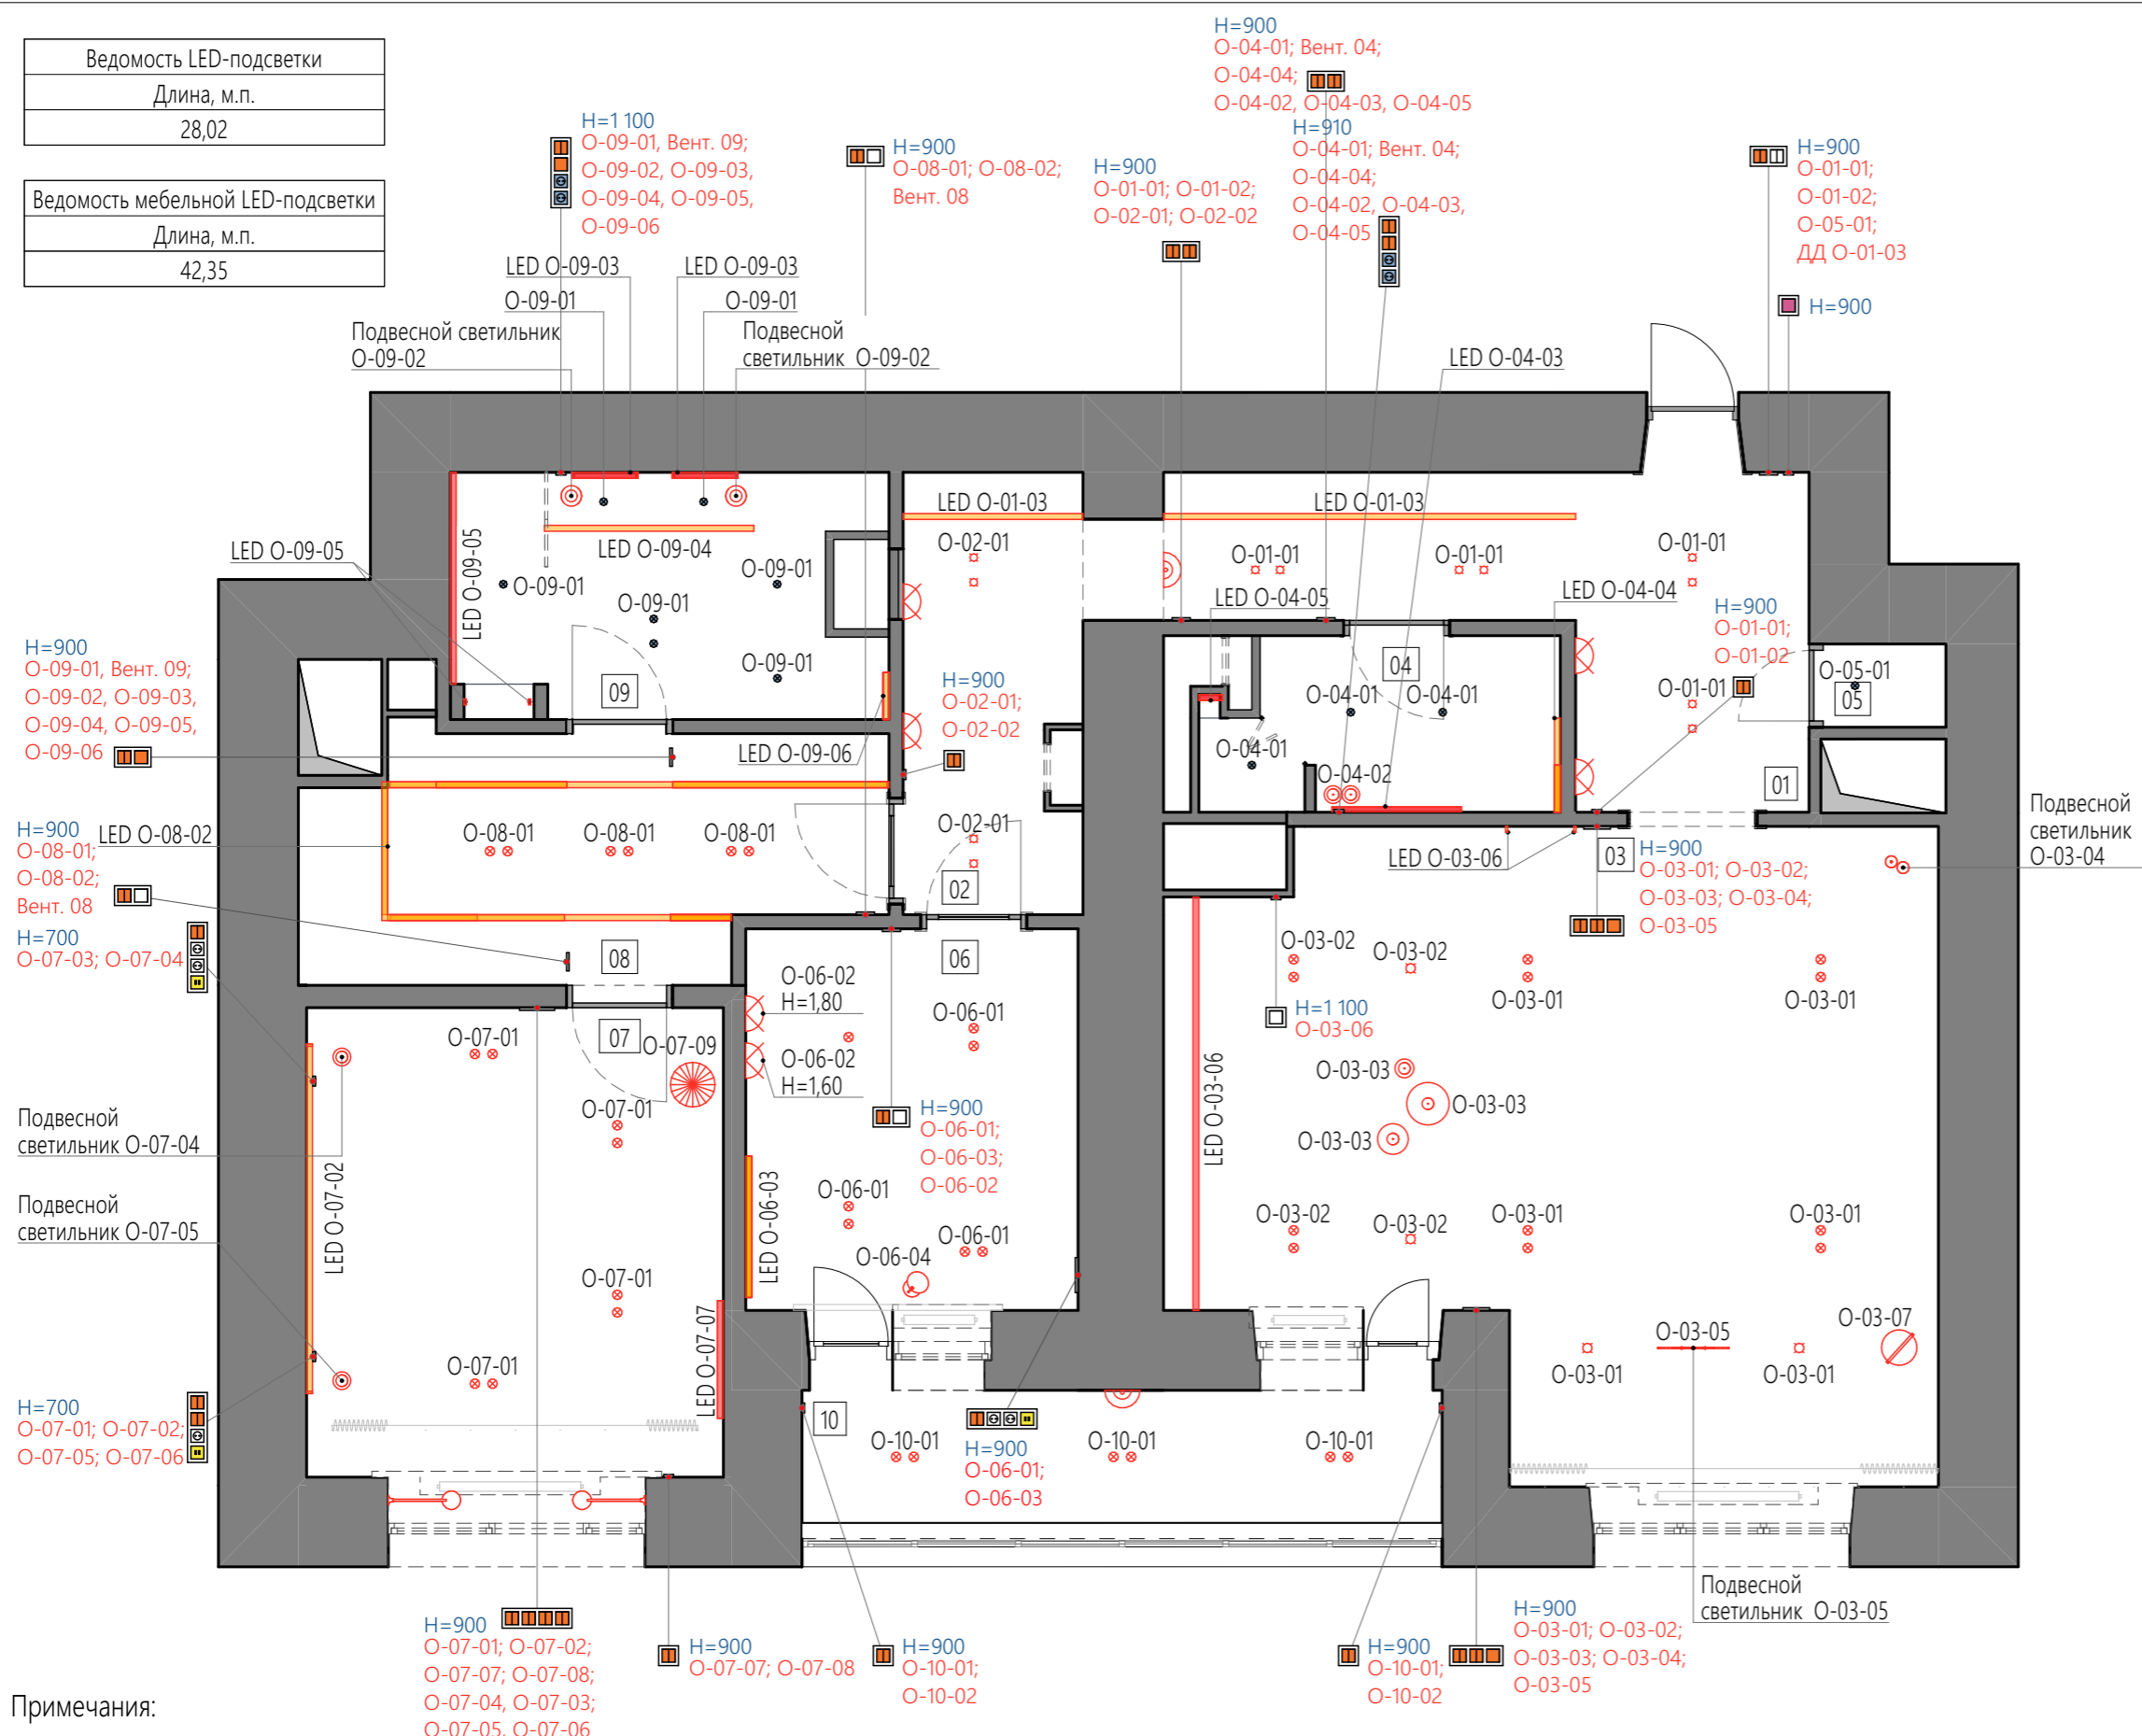 Ведомость LED-подсветки
Длина, м.п.
28,02
Ведомость мебельной LED-подсветки
Длина, м.п.
42,35
H=1100
O-09-01, Вент. 09;
O-09-02, O-09-03,
O-09-04, O-09-05,
O-09-06
H=900
O-08-01; O-08-02;
Вент. 08
H=900
O-01-01; O-01-02;
O-02-01; O-02-02
H=900
O-04-01; Вент. 04;
O-04-04;
O-04-02, O-04-03, O-04-05
H=910
O-04-01; Вент. 04;
O-04-04;
O-04-02, O-04-03,
O-04-05
H=900
O-01-01;
O-01-02;
O-05-01;
ДД O-01-03
H=900
LED O-09-03
LED O-09-03
O-09-01
O-09-01
Подвесной светильник
O-09-02
Подвесной
светильник O-09-02
LED O-04-03
LED O-09-05
LED O-09-05
LED O-09-04
O-09-01
O-09-01
O-09-01
O-09-01
09
LED O-09-06
LED O-01-03
LED O-01-03
O-02-01
O-01-01
O-01-01
O-01-01
LED O-04-05
LED O-04-04
H=900
O-01-01;
O-01-02
O-01-01
O-05-01
05
04
O-04-01
O-04-01
O-04-01
O-04-02
01
H=900
O-02-01;
O-02-02
H=900
O-09-01, Вент. 09;
O-09-02, O-09-03,
O-09-04, O-09-05,
O-09-06
H=900
O-08-01;
O-08-02;
Вент. 08
LED O-08-02
O-08-01
O-08-01
O-08-01
O-02-01
02
LED O-03-06
03
H=900
O-03-01; O-03-02;
O-03-03; O-03-04;
O-03-05
Подвесной
светильник
O-03-04
H=700
O-07-03; O-07-04
08
06
O-06-02
H=1,80
O-06-01
O-06-02
H=1,60
O-03-02
O-03-02
O-03-01
O-03-01
H=1100
O-03-06
07
O-07-01
O-07-09
O-07-01
H=900
O-06-01;
O-06-03;
O-06-02
LED O-03-06
O-03-03
O-03-03
O-03-03
Подвесной
светильник O-07-04
LED O-07-02
Подвесной
светильник O-07-05
LED O-06-03
O-06-01
O-06-01
O-06-04
O-03-02
O-03-02
O-03-01
O-03-01
O-07-01
O-07-01
LED O-07-07
O-03-05
O-03-07
O-03-01
O-03-01
H=700
O-07-01; O-07-02;
O-07-05; O-07-06
10
O-10-01
O-10-01
O-10-01
H=900
O-06-01;
O-06-03
Подвесной
светильник O-03-05
H=900
O-07-01; O-07-02;
O-07-07; O-07-08;
O-07-04, O-07-03;
O-07-05, O-07-06
H=900
O-07-07; O-07-08
H=900
O-10-01;
O-10-02
H=900
O-10-01;
O-10-02
H=900
O-03-01; O-03-02;
O-03-03; O-03-04;
O-03-05
Примечания: